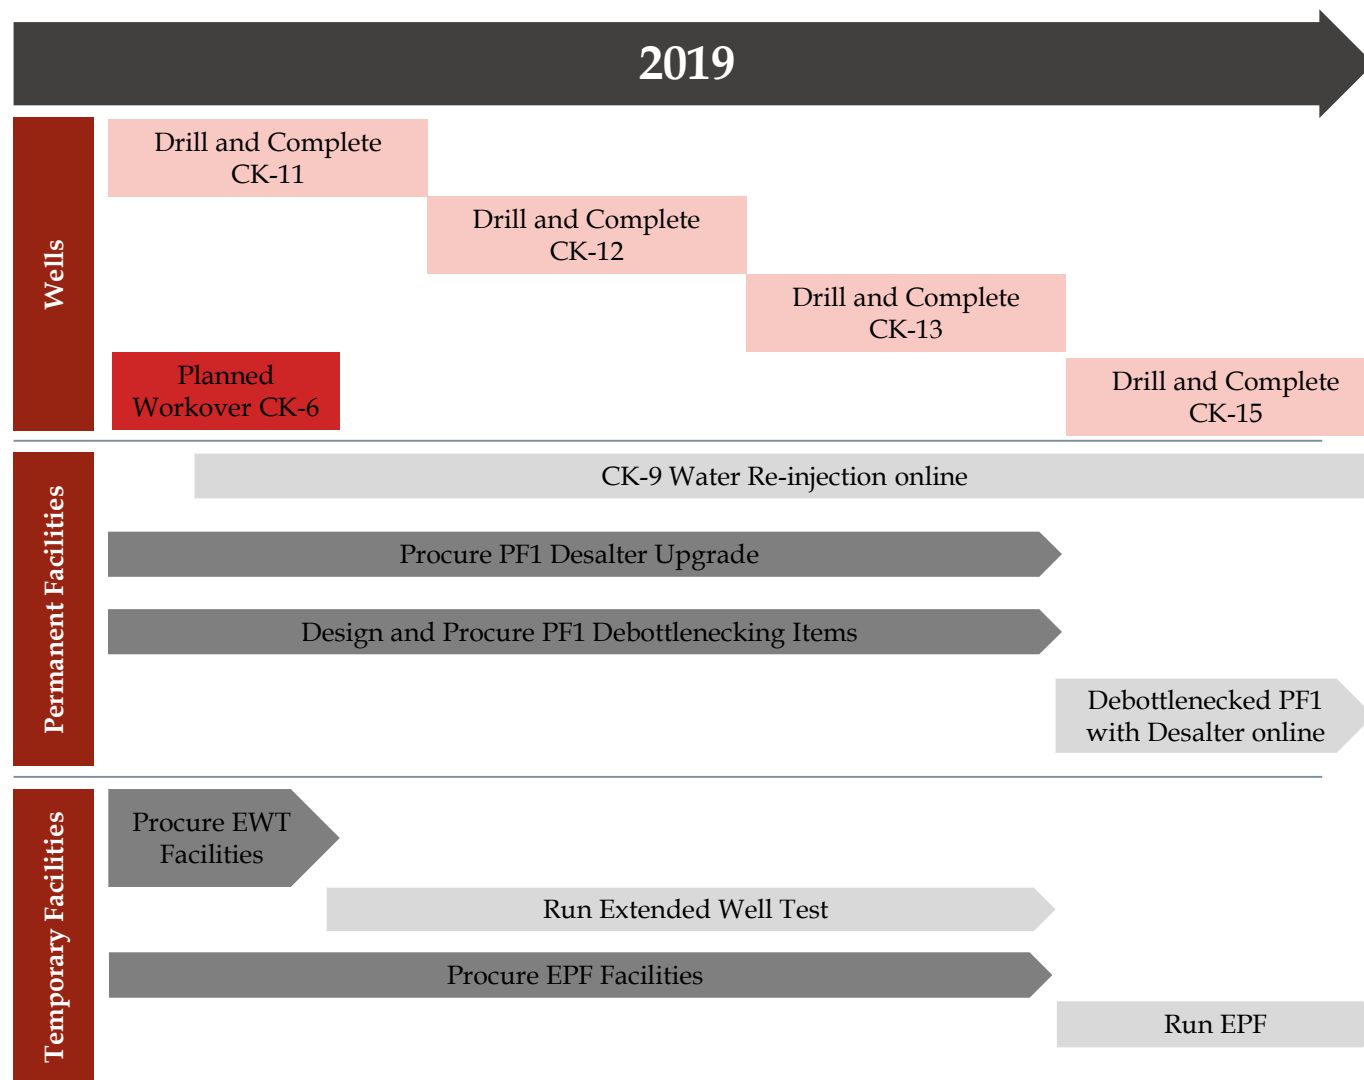 2019
Wells
Drill and Complete
CK-11
Drill and Complete
CK-12
Drill and Complete
CK-13
Planned
Workover CK-6
Drill and Complete
CK-15
Permanent Facilities
CK-9 Water Re-injection online
Procure PF1 Desalter Upgrade
Design and Procure PF1 Debottlenecking Items
Debottlenecked PF1
with Desalter online
Temporary Facilities
Procure EWT
Facilities
Run Extended Well Test
Procure EPF Facilities
Run EPF